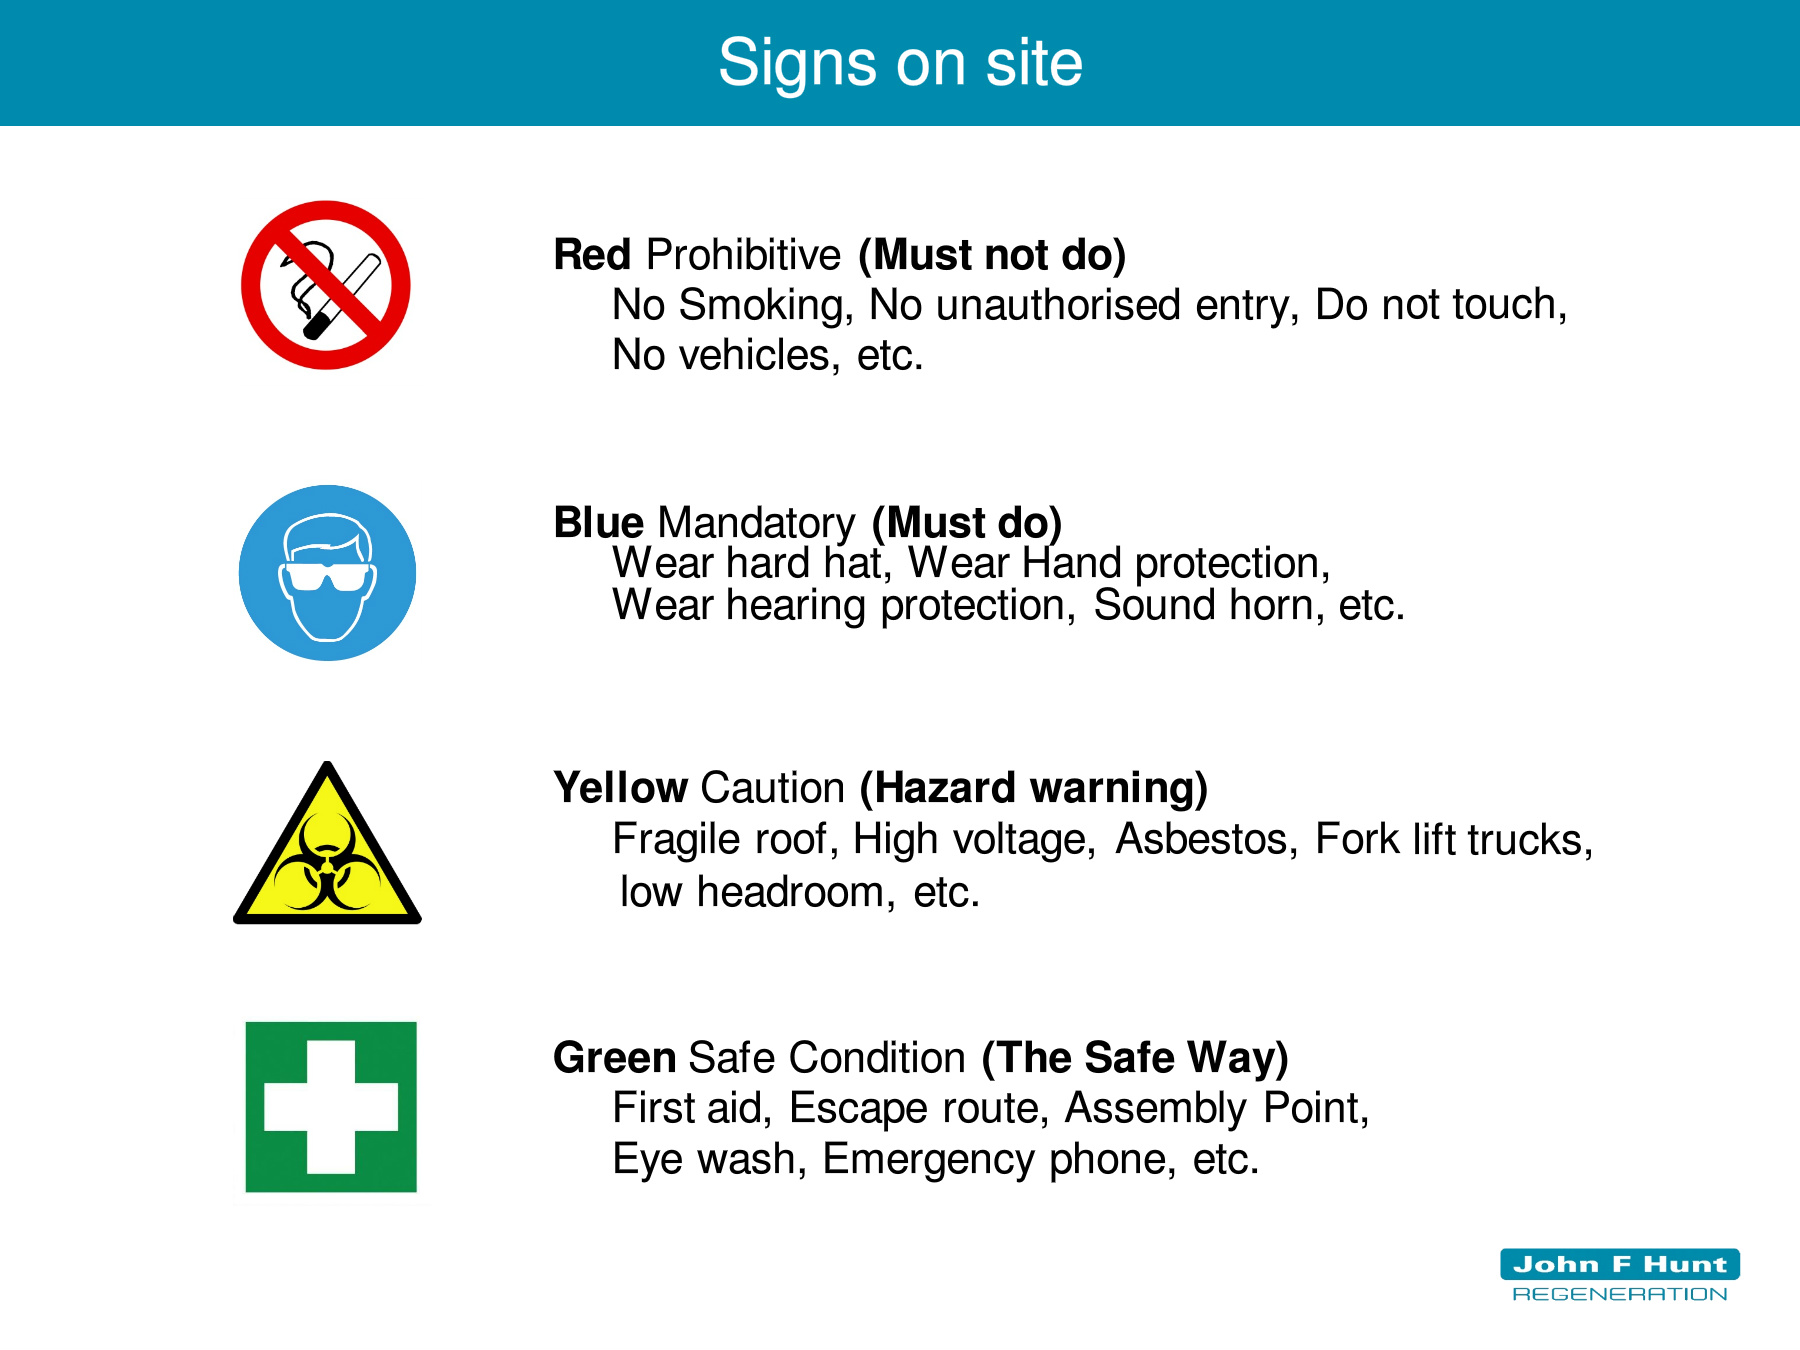 Signs on site
Red Prohibitive (Must not do)
No Smoking, No unauthorised entry, Do not touch,
No vehicles, etc.
Blue Mandatory (Must do)
Wear hard hat, Wear Hand protection,
Wear hearing protection, Sound horn, etc.
Yellow Caution (Hazard warning)
Fragile roof, High voltage, Asbestos, Fork lift trucks,
low headroom, etc.
Green Safe Condition (The Safe Way)
First aid, Escape route, Assembly Point,
Eye wash, Emergency phone, etc.
John F Hunt
REGENERATION